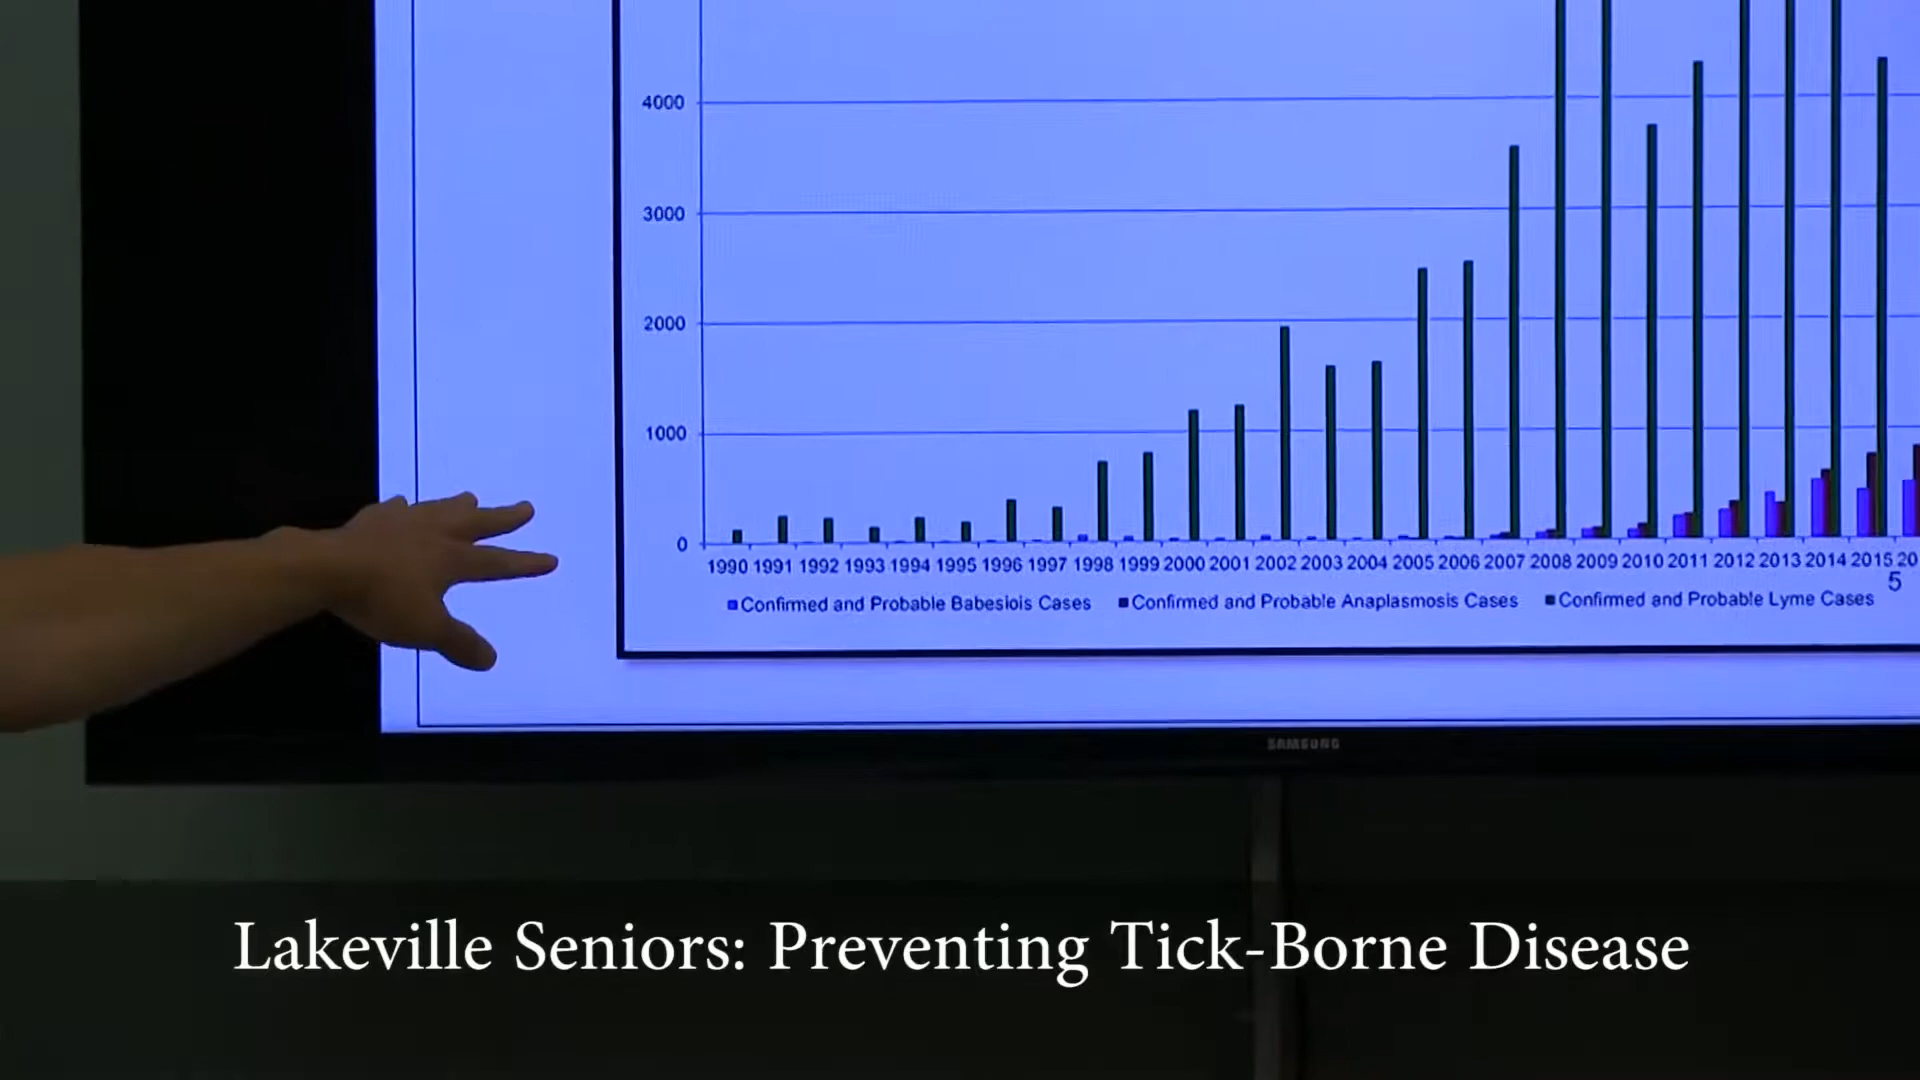 4000
3000
2000
1000
0
1990 1991 1992 1993 1994 1995 1996 1997 1998 1999 2000 2001 2002 2003 2004 2005 2006 2007 2008 2009 2010 2011 2012 2013 2014 2015 20
5
Confirmed and Probable Babesiois Cases Confirmed and Probable Anaplasmosis Cases Confirmed and Probable Lyme Cases
SAMSUNG
Lakeville Seniors: Preventing Tick-Borne Disease